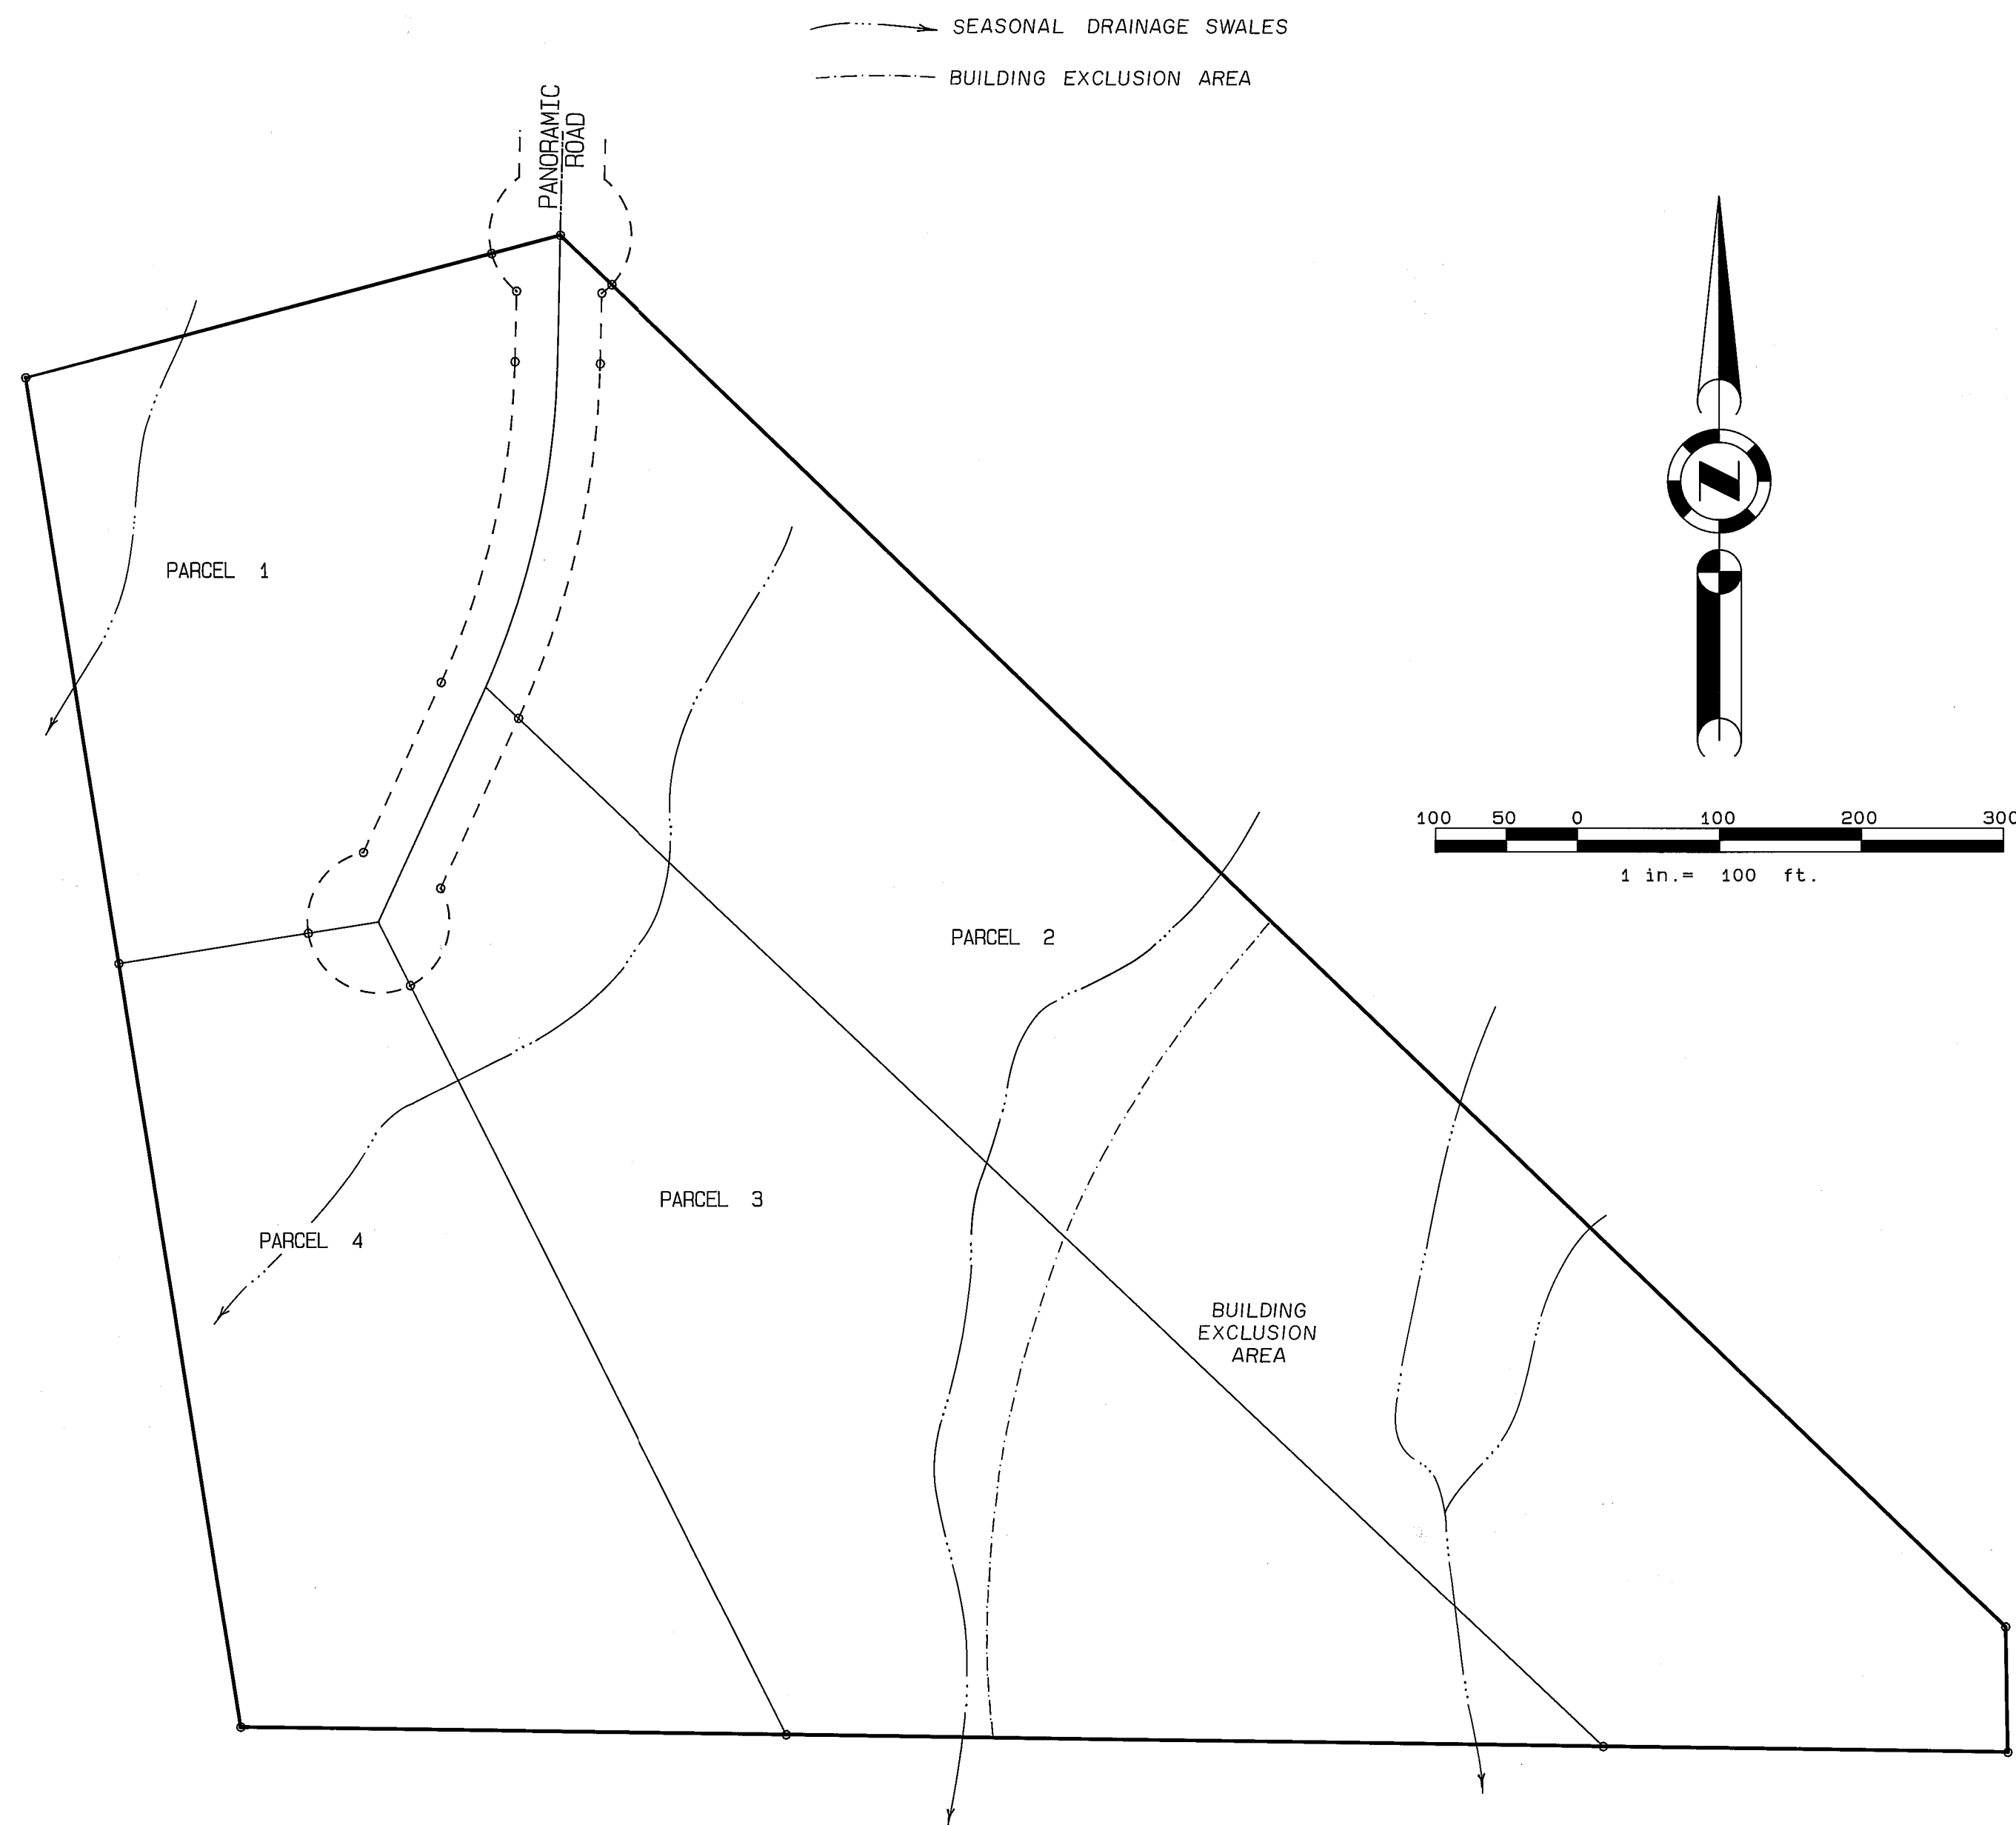 SEASONAL DRAINAGE SWALES
BUILDING EXCLUSION AREA
PANORAMIC
ROAD
N
PARCEL 1
100 50 0 100 200 300
1 in.= 100 ft.
PARCEL 2
PARCEL 3
PARCEL 4
BUILDING
EXCLUSION
AREA